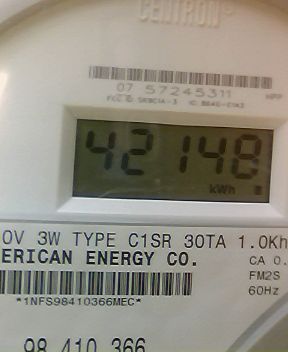 CENTRON®
07 57245311
42148
kWh
0V 3W TYPE C1SR 30TA 1.0Kh
ERICAN ENERGY CO.
CA 0.
FM2S
60Hz
*1NFS98410366MEC*
98 410 366